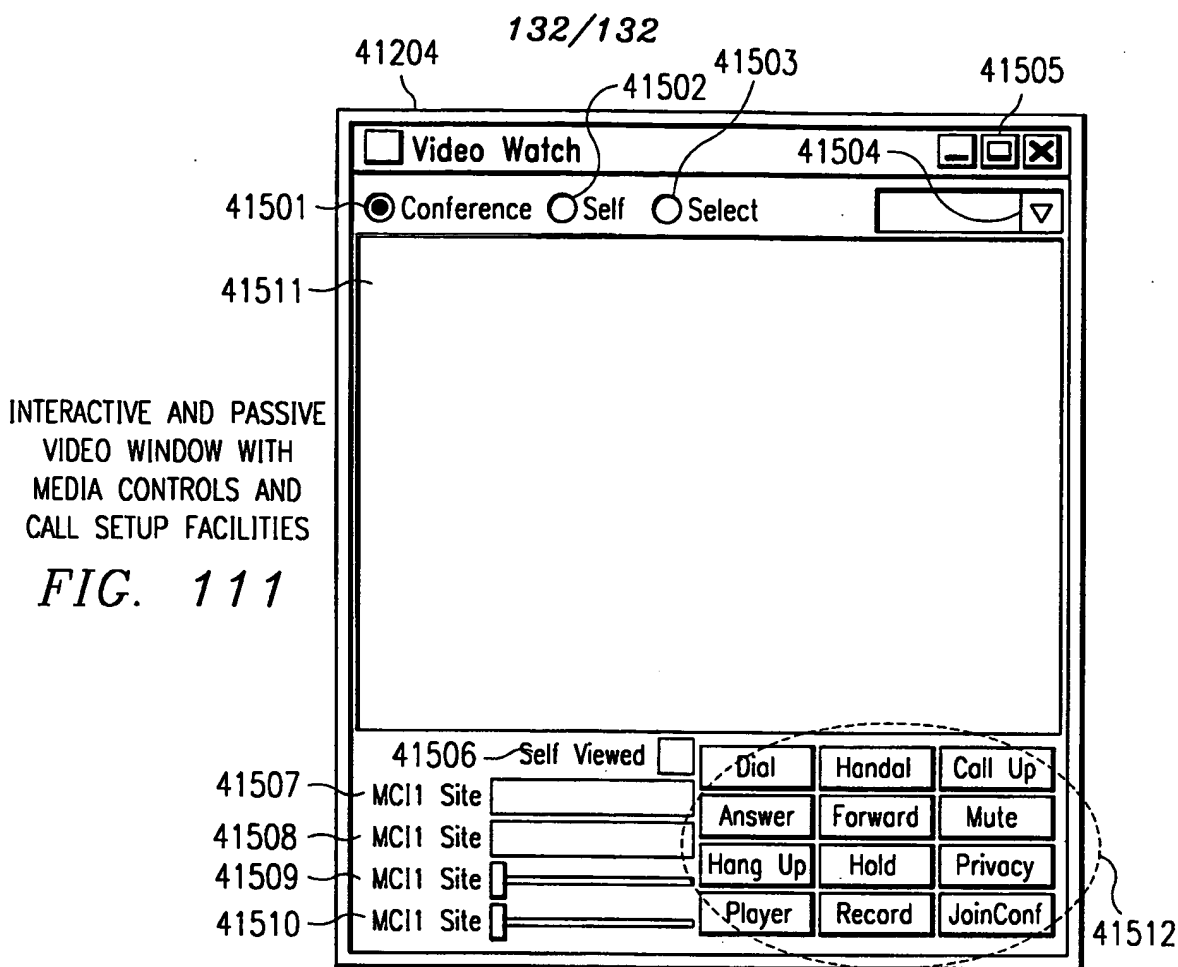 132/132
41204
41502
41503
41505
Video Watch
41504
41501
Conference Self Select
41511
INTERACTIVE AND PASSIVE
VIDEO WINDOW WITH
MEDIA CONTROLS AND
CALL SETUP FACILITIES
FIG. 111
41506 Self Viewed
41507 MCI1 Site
41508 MCI1 Site
41509 MCI1 Site
41510 MCI1 Site
Dial Handal Call Up
Answer Forward Mute
Hang Up Hold Privacy
Player Record JoinConf
41512